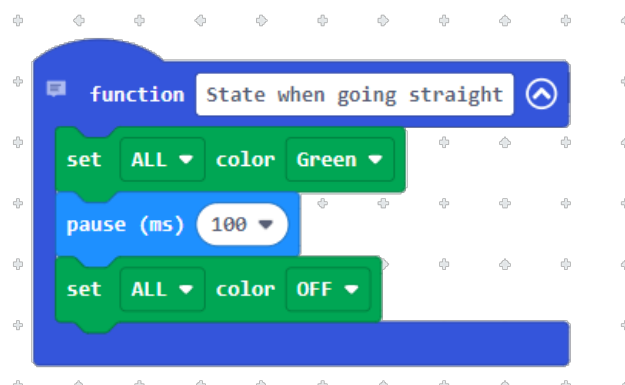 function State when going straight
set ALL color Green
pause (ms) 100
set ALL color OFF